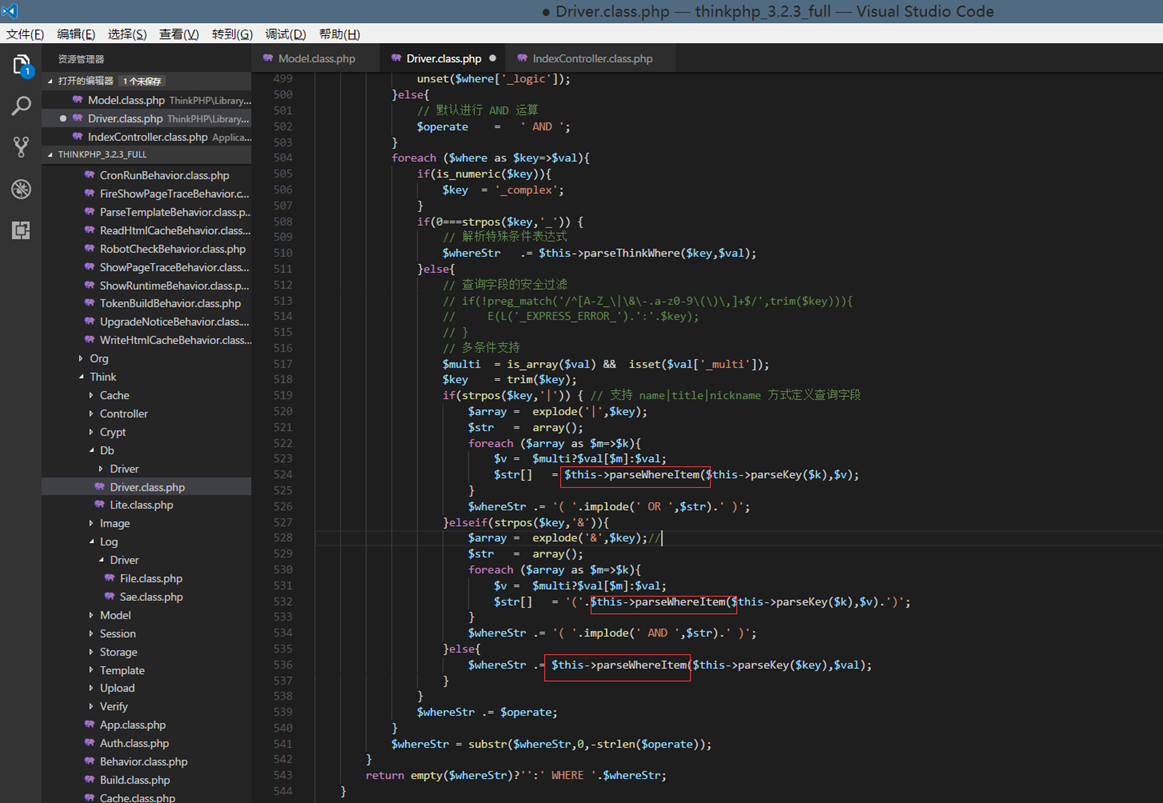 ● Driver.class.php — thinkphp_3.2.3_full — Visual Studio Code
文件(F) 编辑(E) 选择(S) 查看(V) 转到(G) 调试(D) 帮助(H)
资源管理器
打开的编辑器 1 个未保存
Model.class.php ThinkPHP\Library...
Driver.class.php ThinkPHP\Library...
IndexController.class.php Applica...
THINKPHP_3.2.3_FULL
CronRunBehavior.class.php
FireShowPageTraceBehavior.c...
ParseTemplateBehavior.class.p...
ReadHtmlCacheBehavior.class...
RobotCheckBehavior.class.php
ShowPageTraceBehavior.class...
ShowRuntimeBehavior.class.p...
TokenBuildBehavior.class.php
UpgradeNoticeBehavior.class....
WriteHtmlCacheBehavior.class...
Org
Think
Cache
Controller
Crypt
Db
Driver
Driver.class.php
Lite.class.php
Image
Log
Driver
File.class.php
Sae.class.php
Model
Session
Storage
Template
Upload
Verify
App.class.php
Auth.class.php
Behavior.class.php
Build.class.php
Cache.class.php
1
Model.class.php Driver.class.php ● IndexController.class.php
499 unset($where['_logic']);
500 }else{
501 // 默认进行 AND 运算
502 $operate = ' AND ';
503 }
504 foreach ($where as $key=>$val){
505 if(is_numeric($key)){
506 $key = '_complex';
507 }
508 if(0===strpos($key,'_')) {
509 // 解析特殊条件表达式
510 $whereStr .= $this->parseThinkWhere($key,$val);
511 }else{
512 // 查询字段的安全过滤
513 // if(!preg_match('/^[A-Z_\|\&\-.a-z0-9\(\)\,]+$/',trim($key))){
514 // E(L('_EXPRESS_ERROR_').':'.$key);
515 // }
516 // 多条件支持
517 $multi = is_array($val) && isset($val['_multi']);
518 $key = trim($key);
519 if(strpos($key,'|')) { // 支持 name|title|nickname 方式定义查询字段
520 $array = explode('|',$key);
521 $str = array();
522 foreach ($array as $m=>$k){
523 $v = $multi?$val[$m]:$val;
524 $str[] = $this->parseWhereItem($this->parseKey($k),$v);
525 }
526 $whereStr .= '( '.implode(' OR ',$str).' )';
527 }elseif(strpos($key,'&')){
528 $array = explode('&',$key);//
529 $str = array();
530 foreach ($array as $m=>$k){
531 $v = $multi?$val[$m]:$val;
532 $str[] = '('.$this->parseWhereItem($this->parseKey($k),$v).')';
533 }
534 $whereStr .= '( '.implode(' AND ',$str).' )';
535 }else{
536 $whereStr .= $this->parseWhereItem($this->parseKey($key),$val);
537 }
538 }
539 $whereStr .= $operate;
540 }
541 $whereStr = substr($whereStr,0,-strlen($operate));
542 }
543 return empty($whereStr)?'':' WHERE '.$whereStr;
544 }